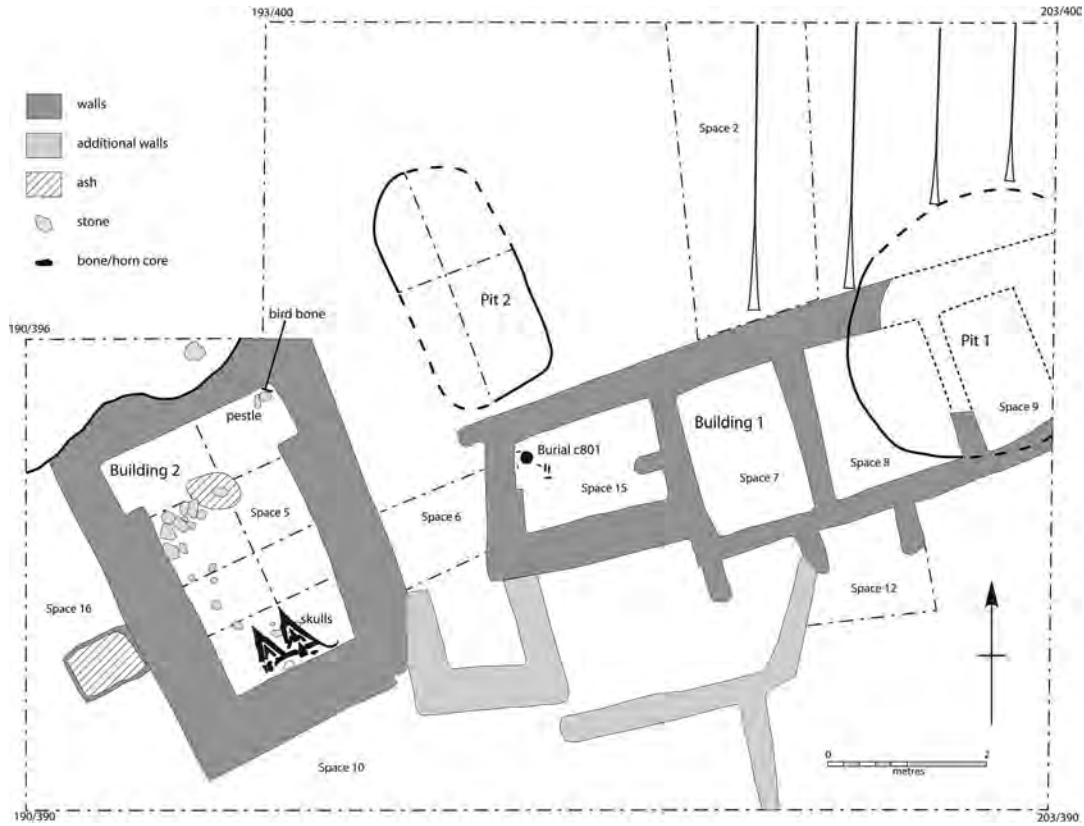 193/400
203/400
walls
additional walls
ash
stone
bone/horn core
Space 2
Pit 2
bird bone
190/396
Pit 1
pestle
Space 9
Building 1
Burial c801
Building 2
Space 8
Space 7
Space 15
Space 5
Space 6
Space 16
Space 12
skulls
Space 10
0
2
metres
190/390
203/390